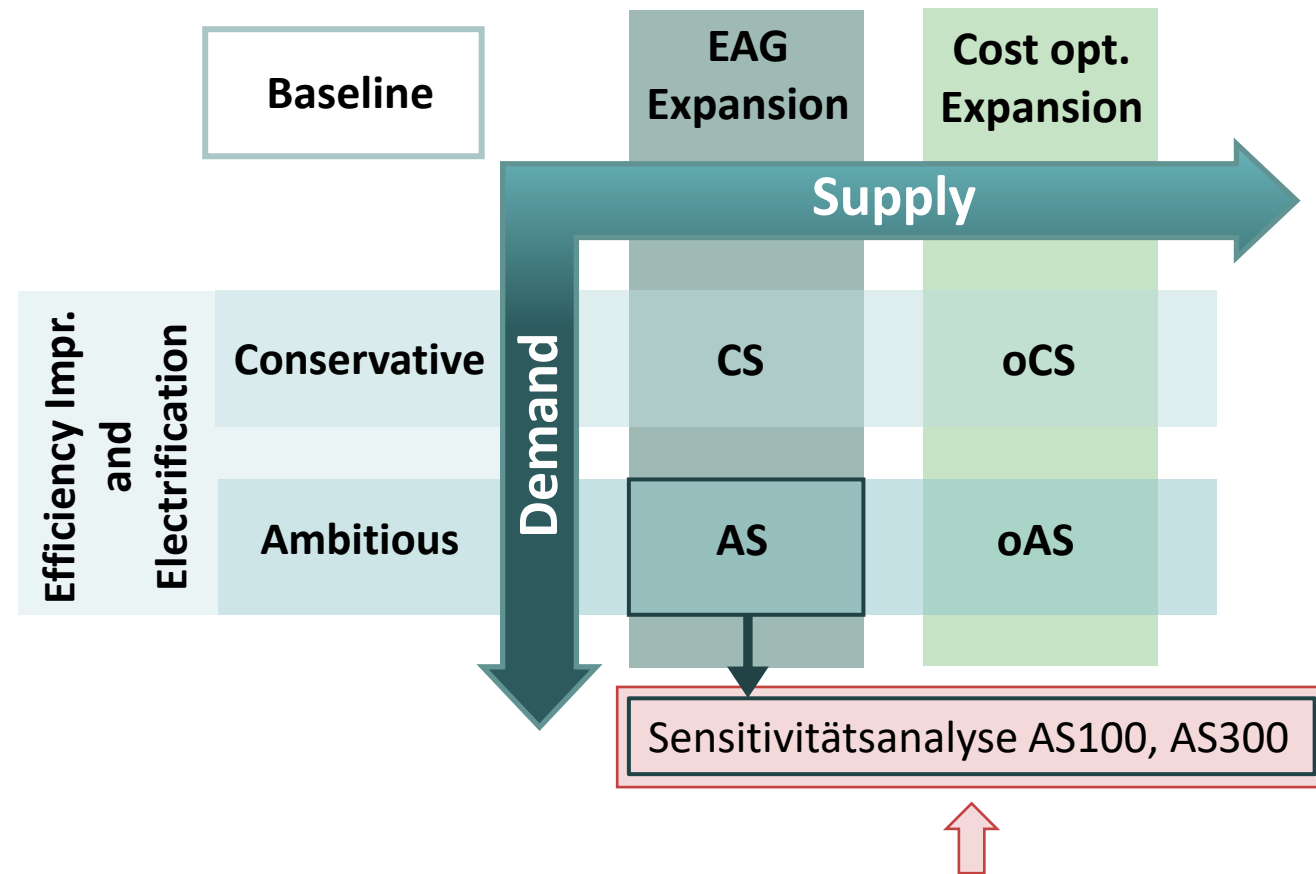 Baseline
EAG
Expansion
Cost opt.
Expansion
Supply
Demand
Efficiency Impr.
and
Electrification
Conservative
CS
oCS
Ambitious
AS
oAS
Sensitivitätsanalyse AS100, AS300